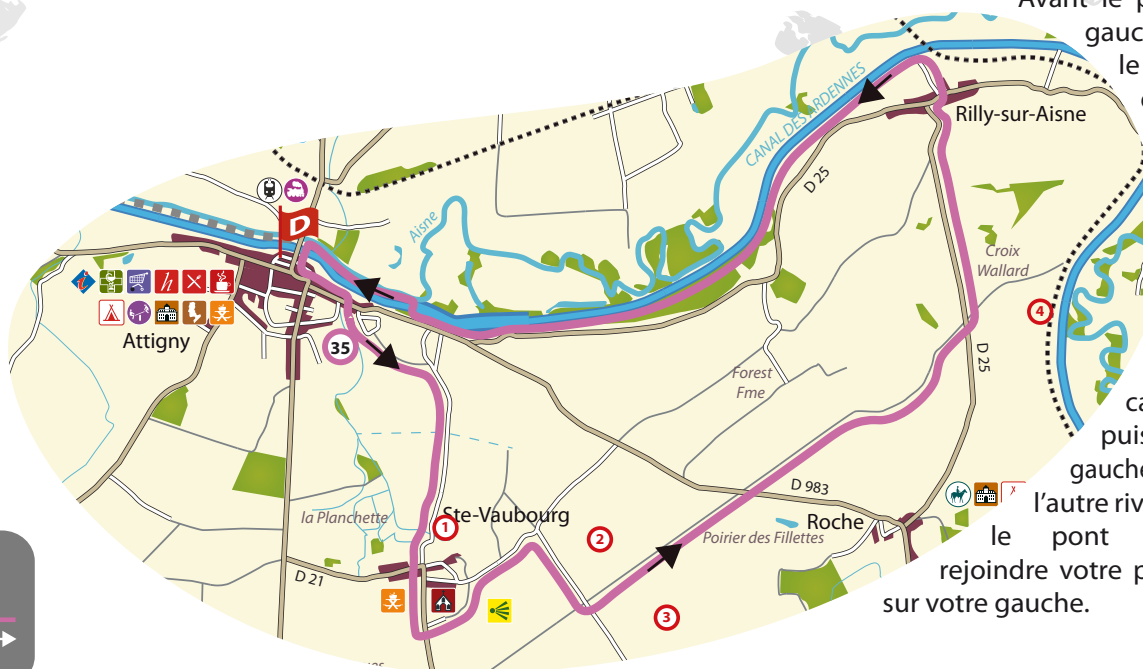 Avant le p
gauc
le
Rilly-sur-Aisne
CANAL DES ARDENNES
D 25
Aisne
D
Croix
Wallard
4
Attigny
35
D 25
Forest
Fme
ca
puis
gauche
D 983
l'autre riv
la Planchette
1
Ste-Vaubourg
2
Poirier des Fillettes
Roche
le pont
D 21
rejoindre votre p
3
sur votre gauche.